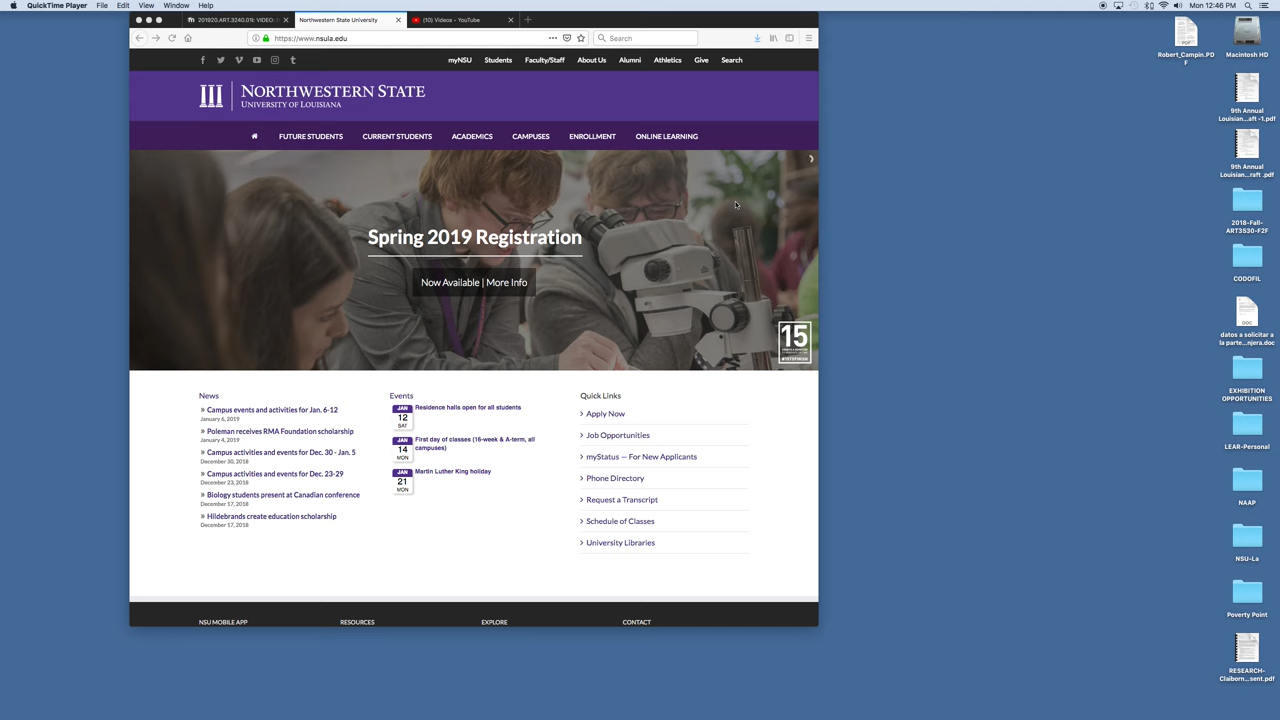 QuickTime Player File Edit View Window Help
Mon 12:46 PM
201920.ART.3240.01I: VIDEO:
Northwestern State University
(10) Videos - YouTube
https://www.nsula.edu
Search
myNSU Students Faculty/Staff About Us Alumni Athletics Give Search
NORTHWESTERN STATE
UNIVERSITY OF LOUISIANA
FUTURE STUDENTS CURRENT STUDENTS ACADEMICS CAMPUSES ENROLLMENT ONLINE LEARNING
Spring 2019 Registration
Now Available | More Info
15
News
» Campus events and activities for Jan. 6-12
January 6, 2019
» Poleman receives RMA Foundation scholarship
January 4, 2019
» Campus activities and events for Dec. 30 - Jan. 5
December 30, 2018
» Campus activities and events for Dec. 23-29
December 23, 2018
» Biology students present at Canadian conference
December 17, 2018
» Hildebrands create education scholarship
December 17, 2018
Events
JAN
12
SAT
Residence halls open for all students
JAN
14
MON
First day of classes (16-week & A-term, all
campuses)
JAN
21
MON
Martin Luther King holiday
Quick Links
Apply Now
Job Opportunities
myStatus — For New Applicants
Phone Directory
Request a Transcript
Schedule of Classes
University Libraries
NSU MOBILE APP RESOURCES EXPLORE CONTACT
PDF
Robert_Campin.PD
F
Macintosh HD
9th Annual
Louisian...aft -1.pdf
9th Annual
Louisian...raft .pdf
2018-Fall-
ART3530-F2F
CODOFIL
DOC
datos a solicitar a
la parte...njera.doc
EXHIBITION
OPPORTUNITIES
LEAR-Personal
NAAP
NSU-La
Poverty Point
RESEARCH-
Claiborn...sent.pdf